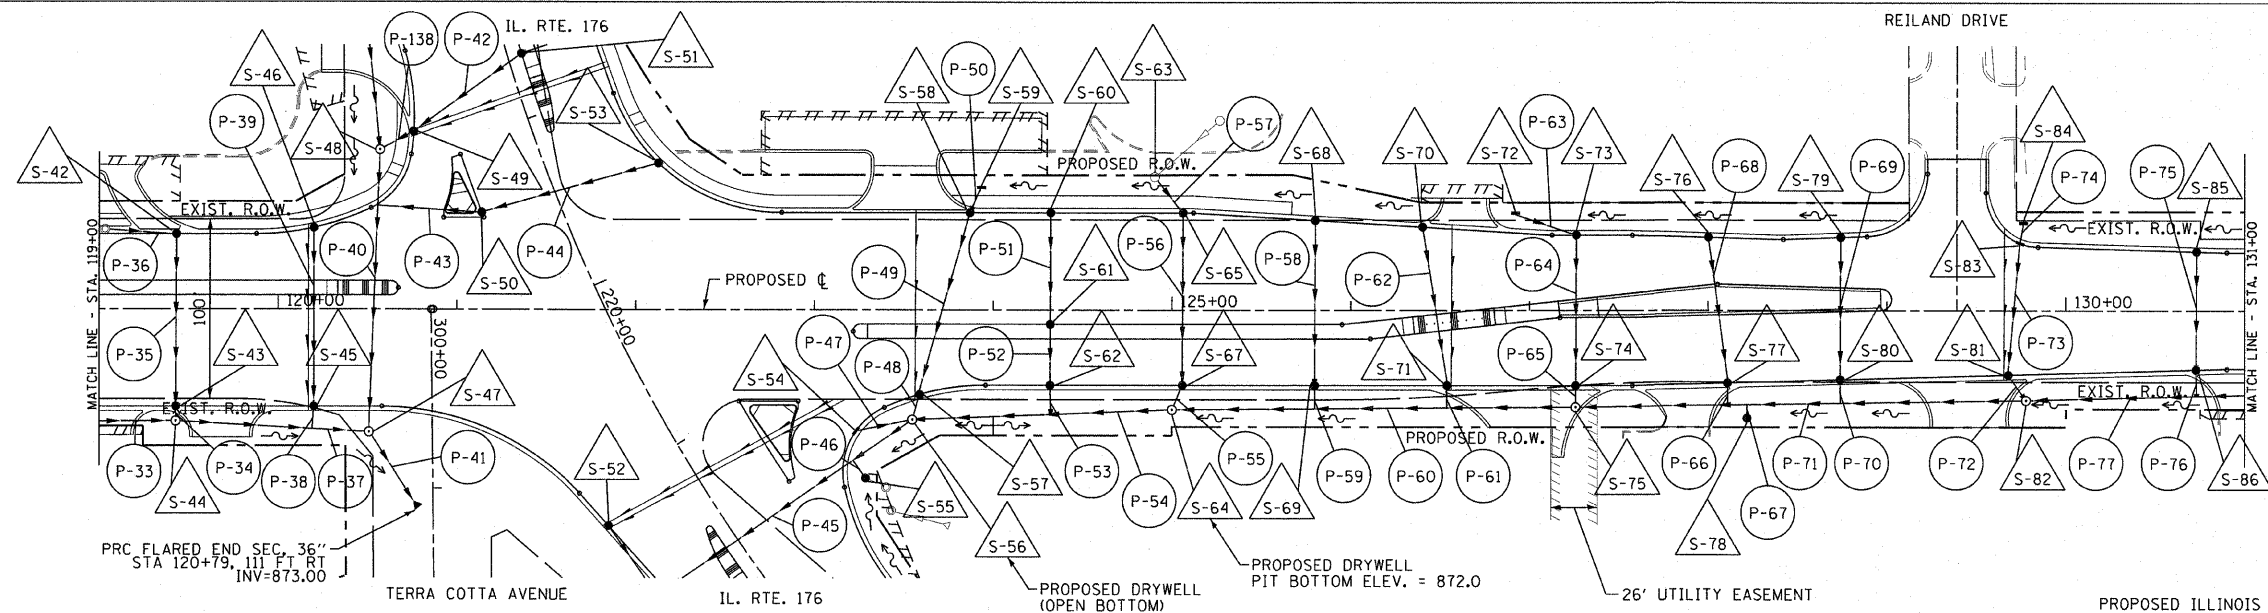 REILAND DRIVE
IL. RTE. 176
P-138
P-42
S-51
S-46
P-39
S-48
S-53
S-49
S-42
P-50
S-58
S-59
S-60
S-63
P-57
S-68
S-70
S-72
P-63
S-73
S-76
P-68
S-79
P-69
S-84
P-74
P-75
S-85
PROPOSED R.O.W.
EXIST. R.O.W.
EXIST. R.O.W.
P-36
P-40
P-43
S-50
P-44
P-49
P-51
S-61
P-56
S-65
P-58
P-62
P-64
S-83
MATCH LINE - STA. 119+00
MATCH LINE - STA. 131+00
100'
120+00
PROPOSED ℄
125+00
130+00
300+00
220+00
P-35
S-43
S-45
S-47
S-54
P-47
P-48
P-52
S-62
S-67
S-71
P-65
S-74
S-77
S-80
S-81
P-73
EXIST. R.O.W.
EXIST. R.O.W.
PROPOSED R.O.W.
P-33
S-44
P-34
P-38
P-37
P-41
S-52
P-46
P-45
S-55
S-57
S-56
P-53
P-54
P-55
S-64
S-69
P-59
P-60
P-61
S-75
P-66
S-78
P-67
P-71
P-70
P-72
S-82
P-77
P-76
S-86
PRC FLARED END SEC, 36"
STA 120+79, 111 FT RT
INV=873.00
TERRA COTTA AVENUE
IL. RTE. 176
PROPOSED DRYWELL
(OPEN BOTTOM)
PROPOSED DRYWELL
PIT BOTTOM ELEV. = 872.0
26' UTILITY EASEMENT
PROPOSED ILLINOIS